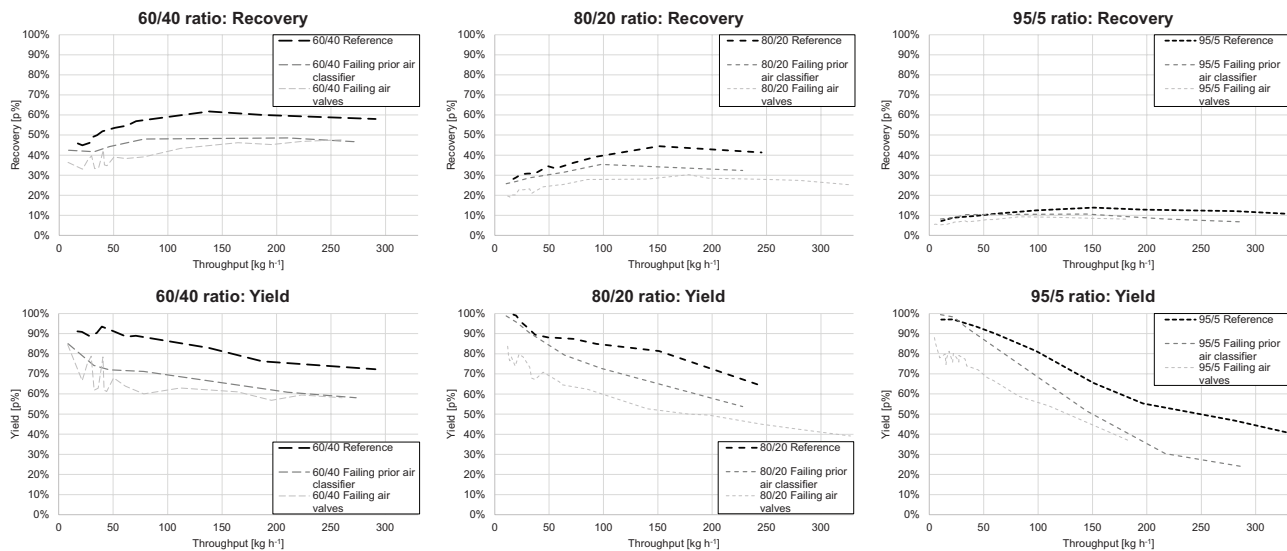 60/40 ratio: Recovery
100%
90%
80%
70%
60%
50%
40%
30%
20%
10%
0%
Recovery [p%]
0
50
100
150
200
250
300
Throughput [kg h⁻¹]
60/40 Reference
60/40 Failing prior air
classifier
60/40 Failing air
valves
80/20 ratio: Recovery
100%
90%
80%
70%
60%
50%
40%
30%
20%
10%
0%
Recovery [p%]
0
50
100
150
200
250
300
Throughput [kg h⁻¹]
80/20 Reference
80/20 Failing prior
air classifier
80/20 Failing air
valves
95/5 ratio: Recovery
100%
90%
80%
70%
60%
50%
40%
30%
20%
10%
0%
Recovery [p%]
0
50
100
150
200
250
300
Throughput [kg h⁻¹]
95/5 Reference
95/5 Failing prior
air classifier
95/5 Failing air
valves
60/40 ratio: Yield
100%
90%
80%
70%
60%
50%
40%
30%
20%
10%
0%
Yield [p%]
0
50
100
150
200
250
300
Throughput [kg h⁻¹]
60/40 Reference
60/40 Failing prior air
classifier
60/40 Failing air
valves
80/20 ratio: Yield
100%
90%
80%
70%
60%
50%
40%
30%
20%
10%
0%
Yield [p%]
0
50
100
150
200
250
300
Throughput [kg h⁻¹]
80/20 Reference
80/20 Failing prior
air classifier
80/20 Failing air
valves
95/5 ratio: Yield
100%
90%
80%
70%
60%
50%
40%
30%
20%
10%
0%
Yield [p%]
0
50
100
150
200
250
300
Throughput [kg h⁻¹]
95/5 Reference
95/5 Failing prior
air classifier
95/5 Failing air
valves